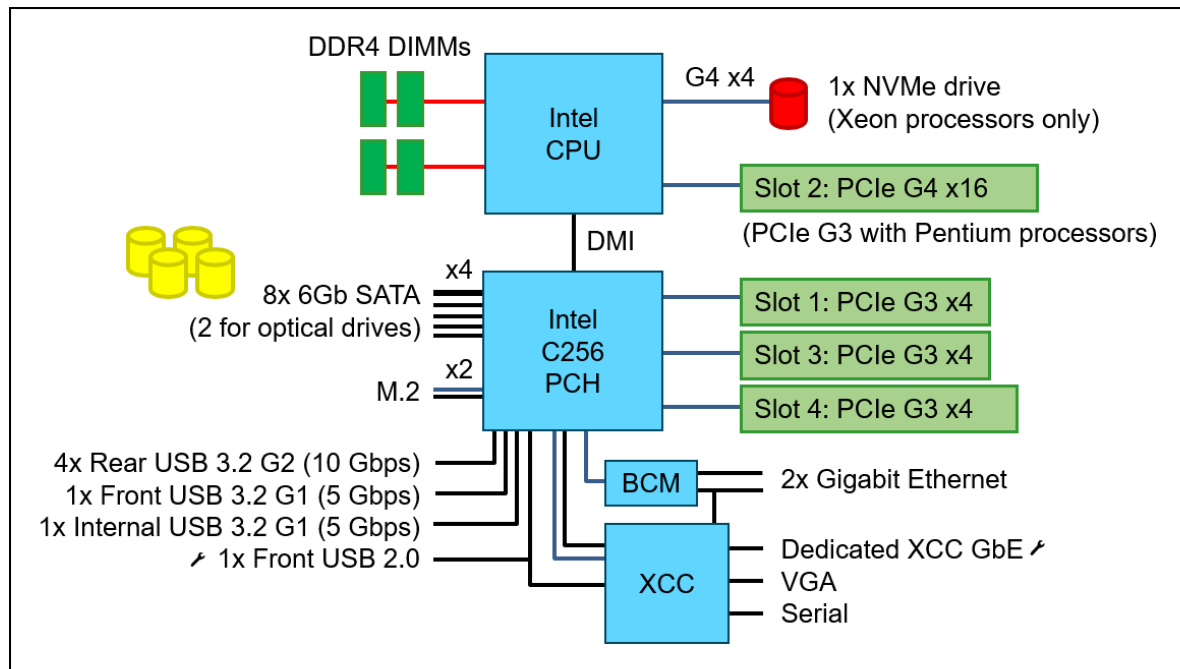 DDR4 DIMMs
Intel
CPU
G4 x4
1x NVMe drive
(Xeon processors only)
Slot 2: PCIe G4 x16
(PCIe G3 with Pentium processors)
DMI
x4
8x 6Gb SATA
(2 for optical drives)
Intel
C256
PCH
Slot 1: PCIe G3 x4
Slot 3: PCIe G3 x4
Slot 4: PCIe G3 x4
x2
M.2
4x Rear USB 3.2 G2 (10 Gbps)
1x Front USB 3.2 G1 (5 Gbps)
1x Internal USB 3.2 G1 (5 Gbps)
1x Front USB 2.0
BCM
2x Gigabit Ethernet
XCC
Dedicated XCC GbE
VGA
Serial